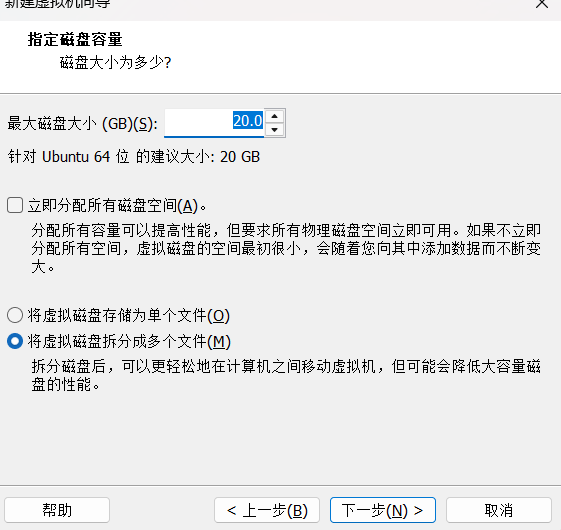 新建虚拟机向导
指定磁盘容量
磁盘大小为多少?
最大磁盘大小 (GB)(S): 20.0
针对 Ubuntu 64 位 的建议大小: 20 GB
立即分配所有磁盘空间(A)。
分配所有容量可以提高性能，但要求所有物理磁盘空间立即可用。如果不立即
分配所有空间，虚拟磁盘的空间最初很小，会随着您向其中添加数据而不断变
大。
将虚拟磁盘存储为单个文件(O)
将虚拟磁盘拆分成多个文件(M)
拆分磁盘后，可以更轻松地在计算机之间移动虚拟机，但可能会降低大容量磁
盘的性能。
帮助 < 上一步(B) 下一步(N) > 取消